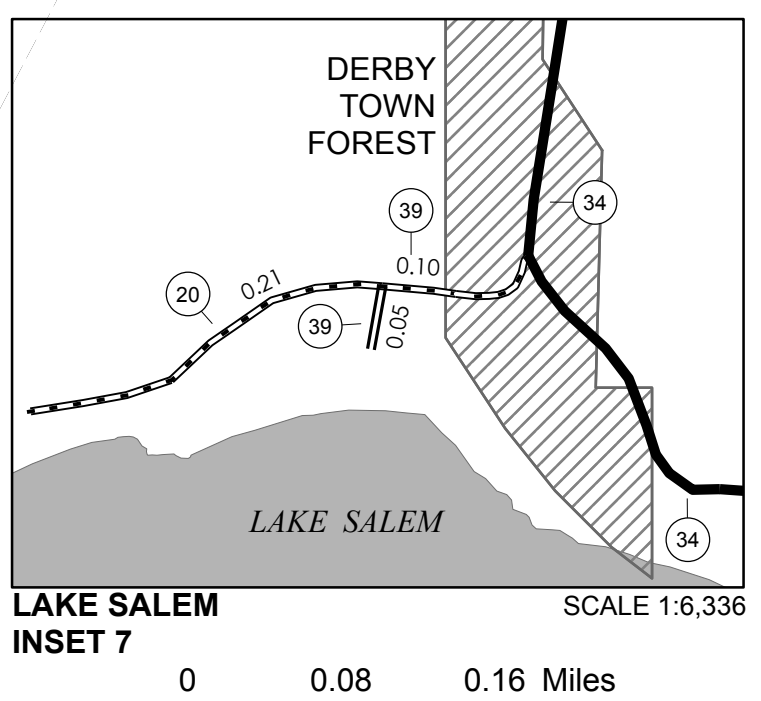 DERBY
TOWN
FOREST
39
34
0.10
20
0.21
39
0.05
LAKE SALEM
34
LAKE SALEM
SCALE 1:6,336
INSET 7
0 0.08 0.16 Miles